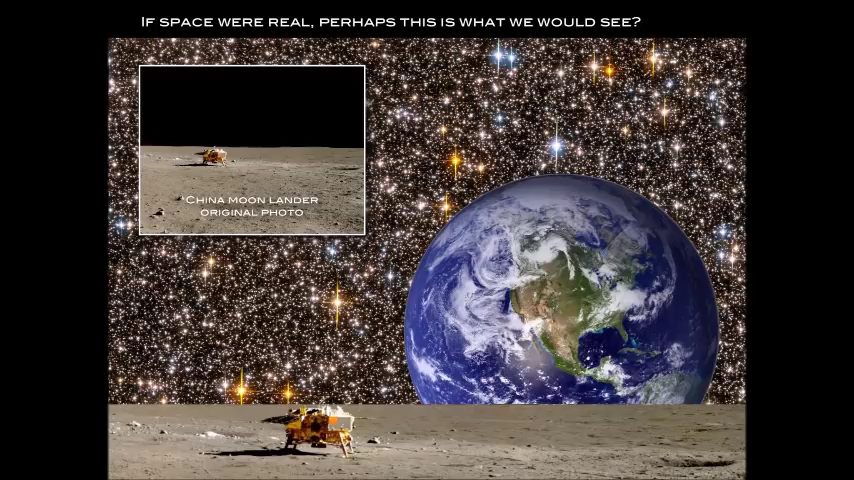 If space were real, perhaps this is what we would see?
*China moon lander
original photo